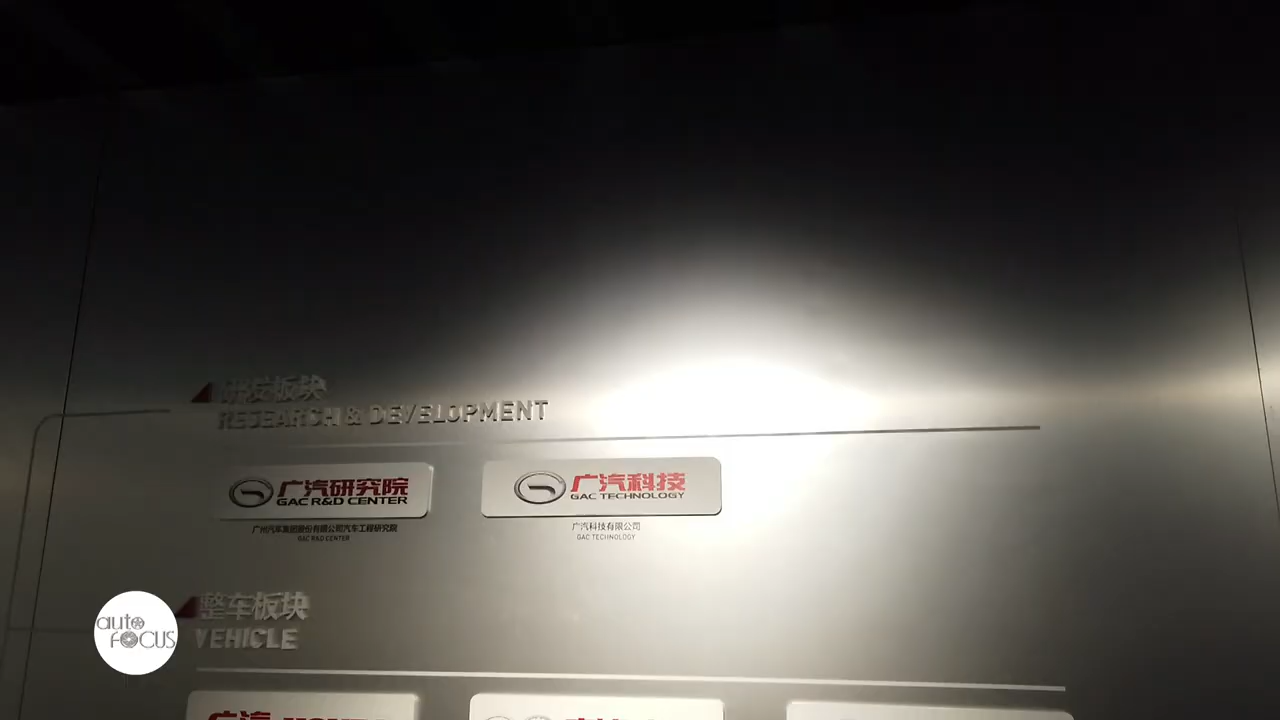 研发板块
RESEARCH & DEVELOPMENT
广汽研究院
GAC R&D CENTER
广州汽车集团股份有限公司汽车工程研究院
GAC R&D CENTER
广汽科技
GAC TECHNOLOGY
广汽科技有限公司
GAC TECHNOLOGY
整车板块
VEHICLE
auto
FOCUS
广汽